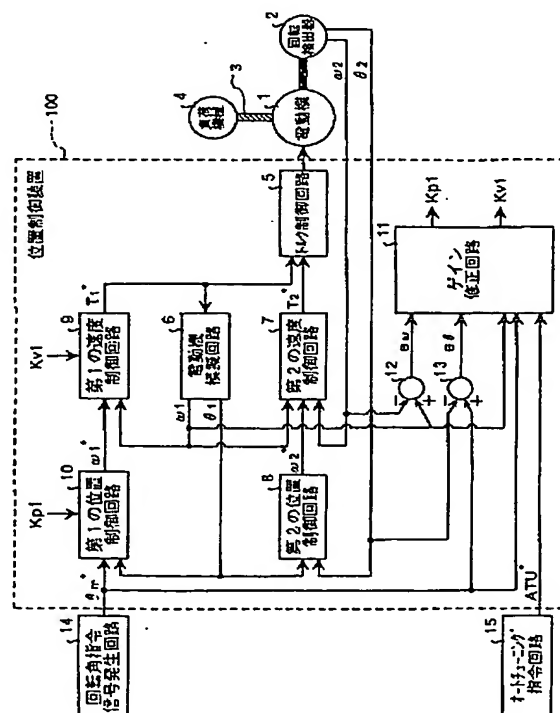 100
位置制御装置
14
回転角指令
信号発生回路
θm*
Kp1
10
第1の位置
制御回路
ω1*
Kv1
9
第1の速度
制御回路
T1*
6
電動機
模擬回路
ω1
θ1
8
第2の位置
制御回路
ω2*
7
第2の速度
制御回路
T2*
5
トルク制御回路
4
負荷
機械
3
1
電動機
2
回転
検出器
ω2
θ2
12
-
+
eω
13
-
+
eθ
11
ゲイン
修正回路
Kp1
Kv1
15
オートチューニング
指令回路
ATU*